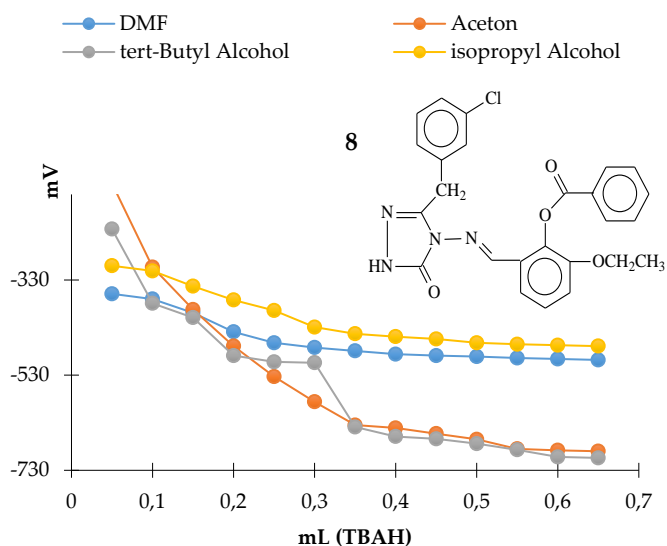 DMF
Aceton
tert-Butyl Alcohol
isopropyl Alcohol
Cl
8
mV
CH2
O
N
O
N
N
HN
OCH2CH3
O
-330
-530
-730
0
0,1
0,2
0,3
0,4
0,5
0,6
0,7
mL (TBAH)